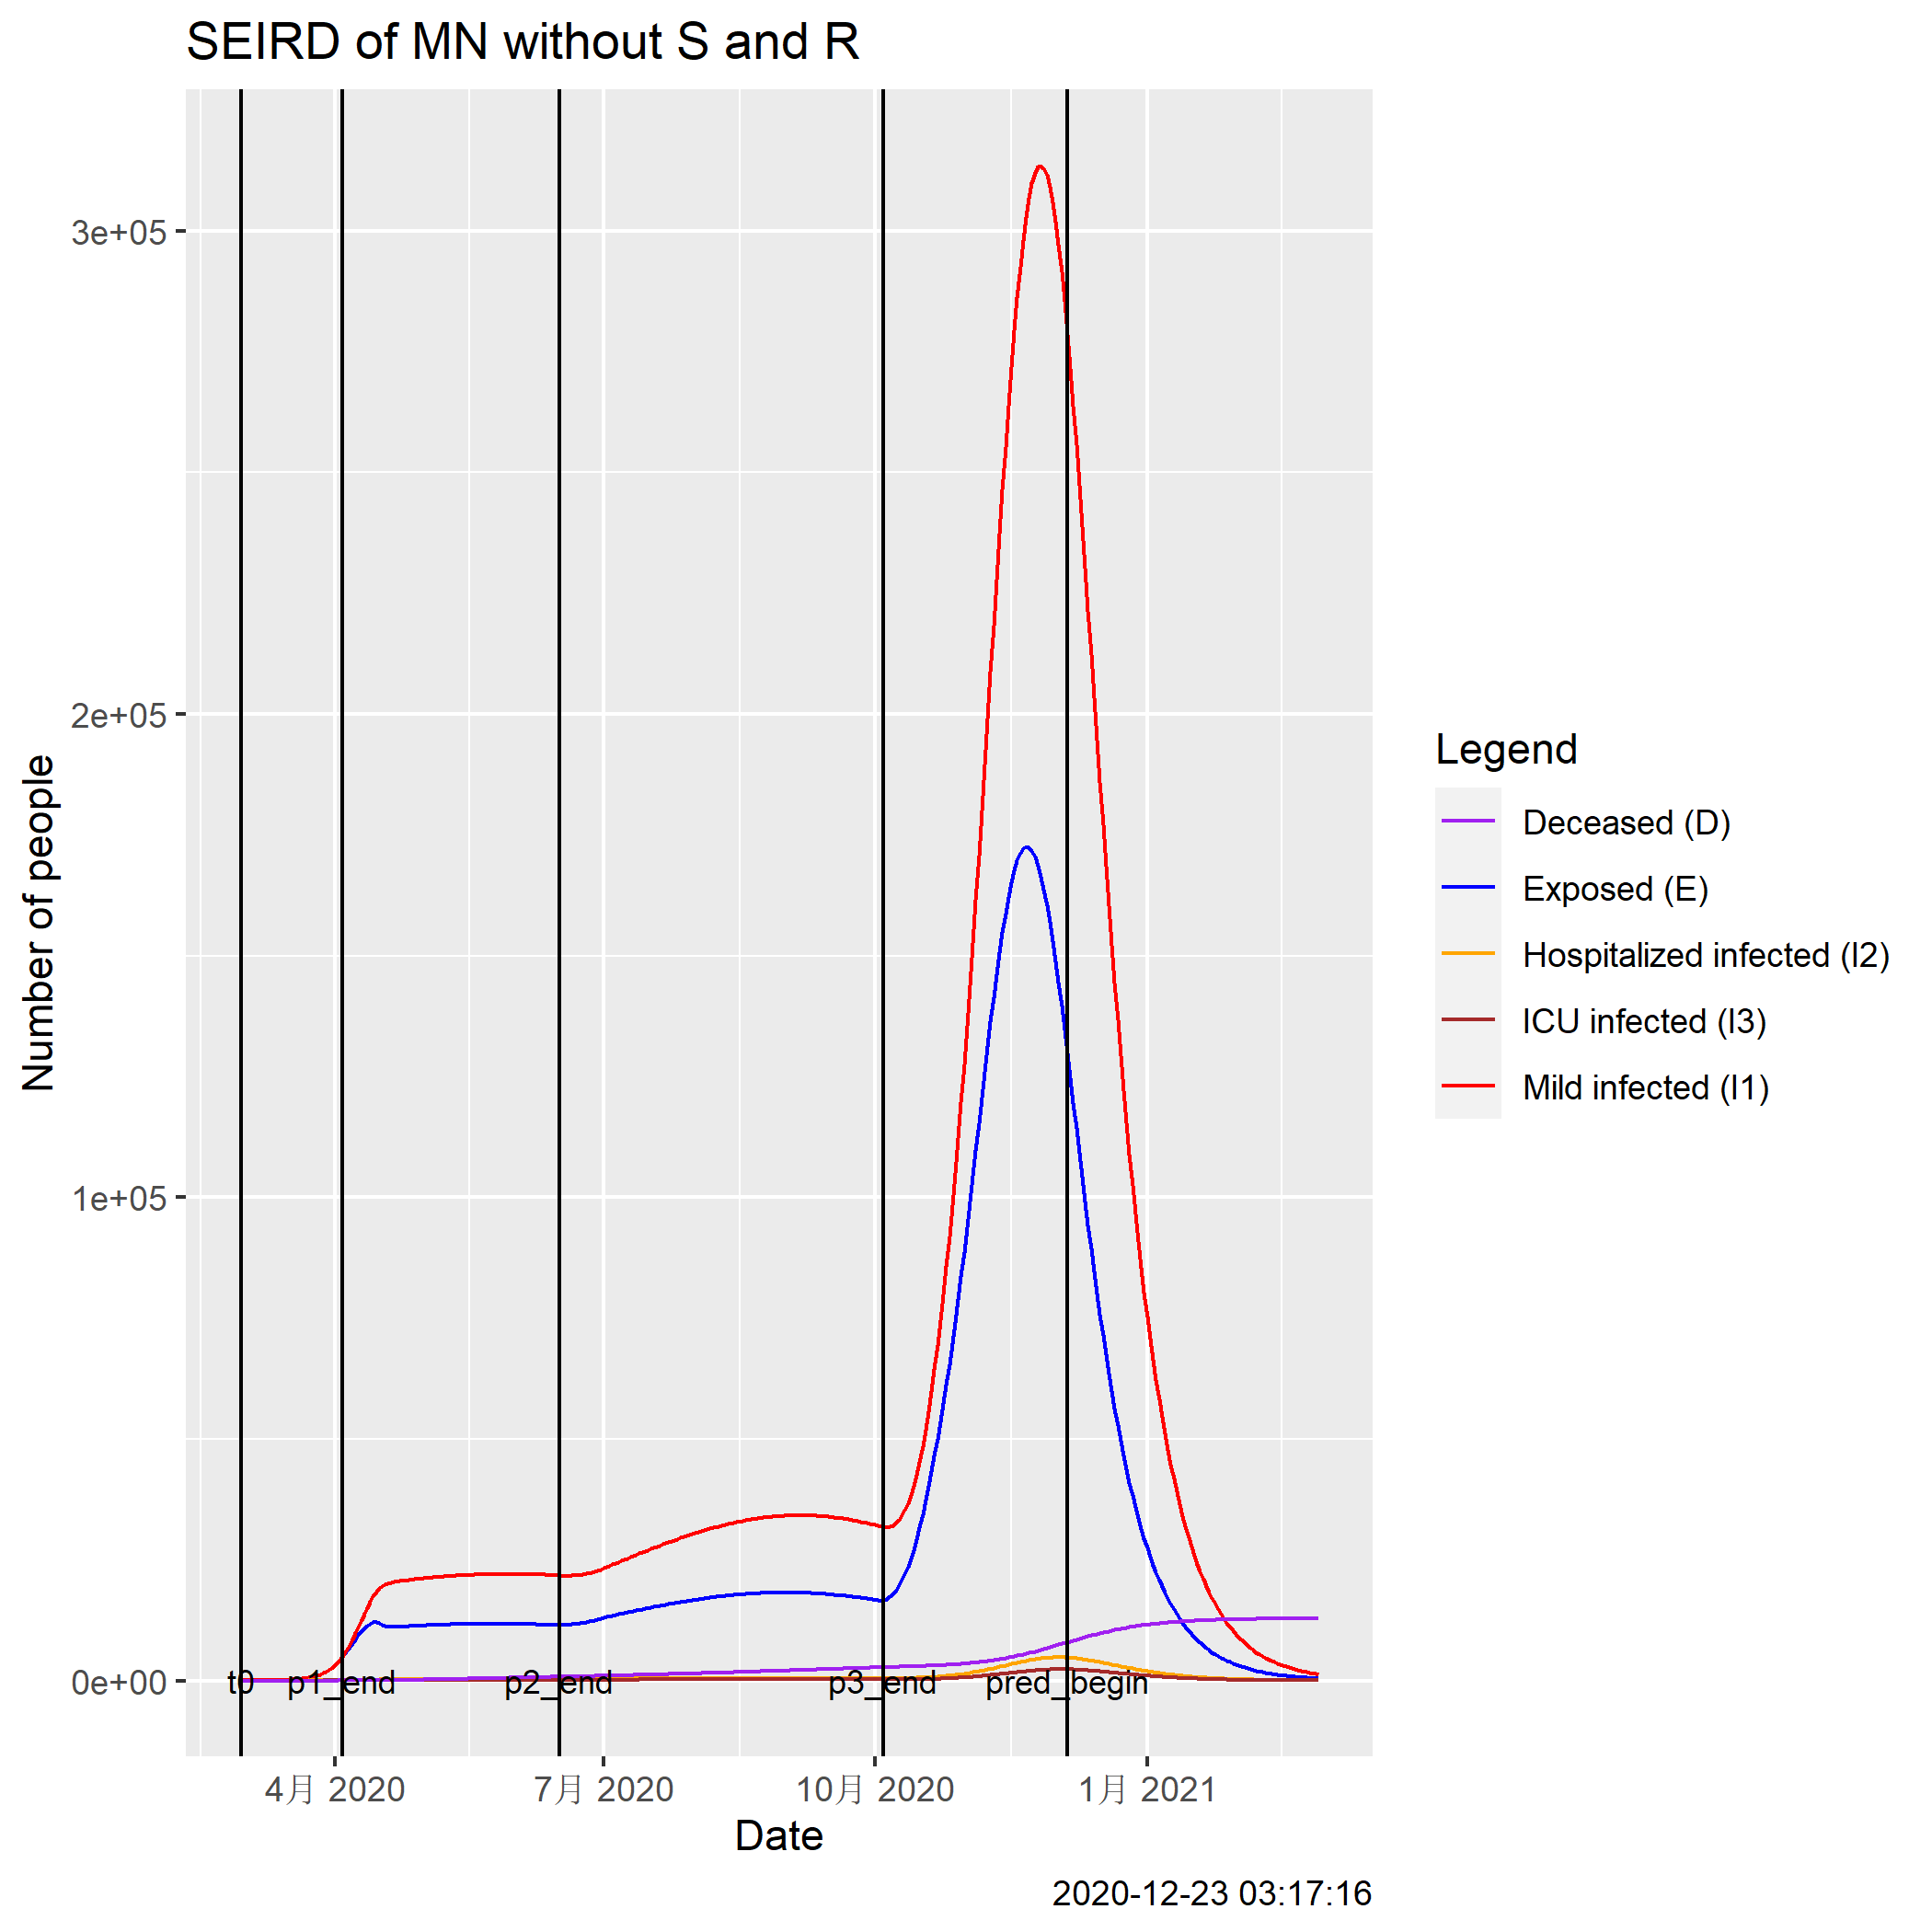 SEIRD of MN without S and R
Number of people
3e+05
2e+05
1e+05
0e+00
t0
p1_end
p2_end
p3_end
pred_begin
4月 2020
7月 2020
10月 2020
1月 2021
Date
2020-12-23 03:17:16
Legend
Deceased (D)
Exposed (E)
Hospitalized infected (I2)
ICU infected (I3)
Mild infected (I1)